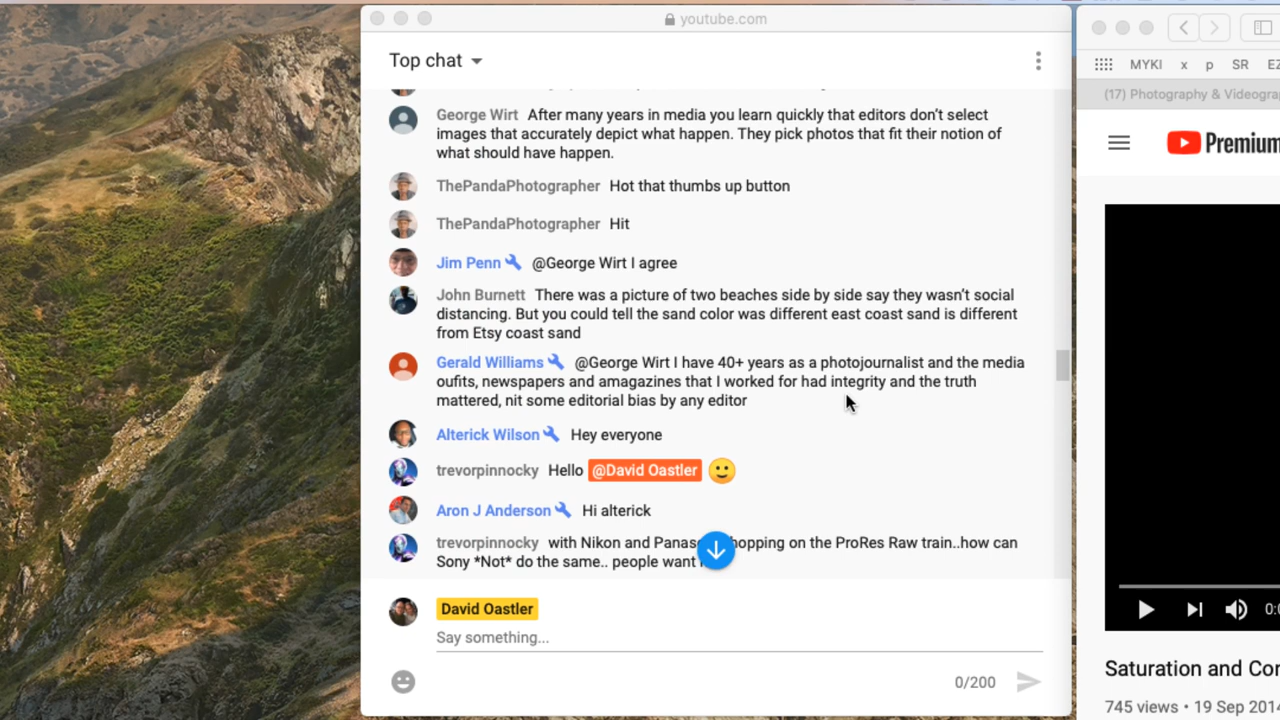 youtube.com
Top chat
George Wirt After many years in media you learn quickly that editors don't select
images that accurately depict what happen. They pick photos that fit their notion of
what should have happen.
ThePandaPhotographer Hot that thumbs up button
ThePandaPhotographer Hit
Jim Penn @George Wirt I agree
John Burnett There was a picture of two beaches side by side say they wasn't social
distancing. But you could tell the sand color was different east coast sand is different
from Etsy coast sand
Gerald Williams @George Wirt I have 40+ years as a photojournalist and the media
oufits, newspapers and amagazines that I worked for had integrity and the truth
mattered, nit some editorial bias by any editor
Alterick Wilson Hey everyone
trevorpinnocky Hello @David Oastler
Aron J Anderson Hi alterick
trevorpinnocky with Nikon and hopping on the ProRes Raw train..how can
Sony *Not* do the same.. people want
David Oastler
Say something...
0/200
MYKI x p SR EZ
(17) Photography &
Premium
Saturation and
745 views • 19 Sep 2014